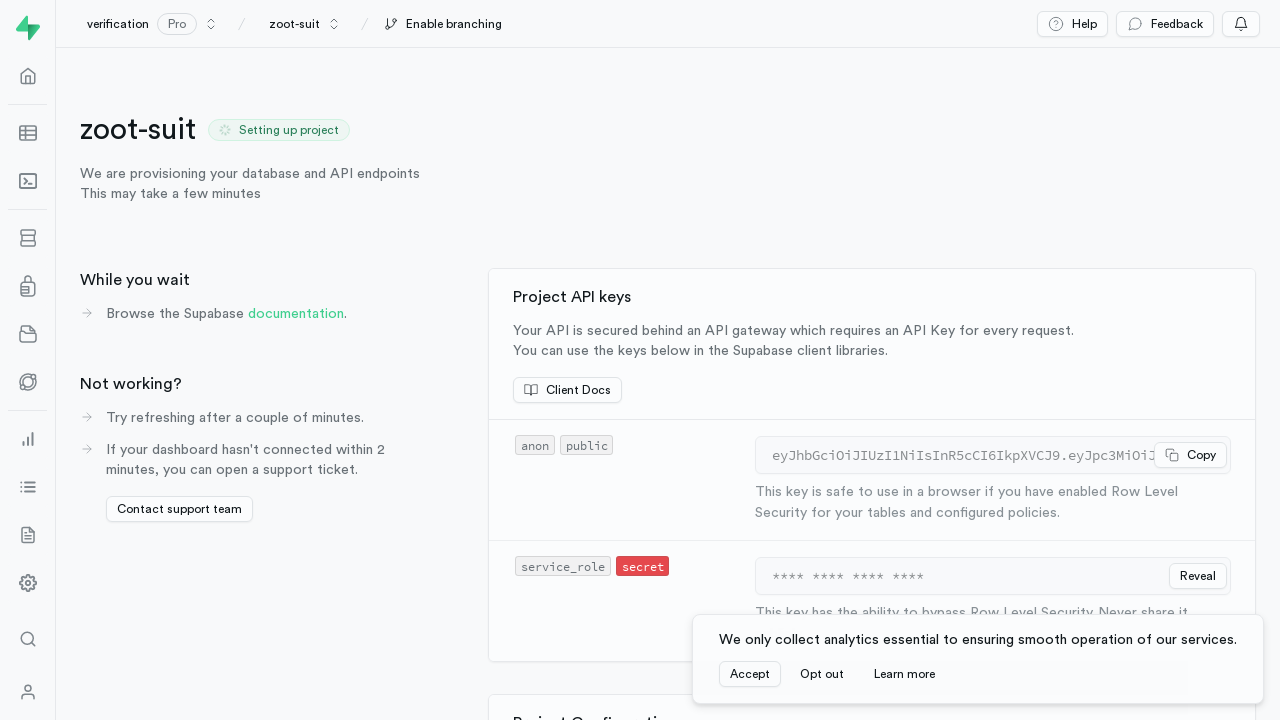 verification Pro / zoot-suit / Enable branching Help Feedback
zoot-suit Setting up project
We are provisioning your database and API endpoints
This may take a few minutes
While you wait
Browse the Supabase documentation.
Not working?
Try refreshing after a couple of minutes.
If your dashboard hasn't connected within 2
minutes, you can open a support ticket.
Contact support team
Project API keys
Your API is secured behind an API gateway which requires an API Key for every request.
You can use the keys below in the Supabase client libraries.
Client Docs
anon public
eyJhbGciOiJIUzI1NiIsInR5cCI6IkpXVCJ9.eyJpc3MiOiJ Copy
This key is safe to use in a browser if you have enabled Row Level
Security for your tables and configured policies.
service_role secret
**** **** **** **** Reveal
This key has the ability to bypass Row Level Security. Never share it
We only collect analytics essential to ensuring smooth operation of our services.
Accept Opt out Learn more